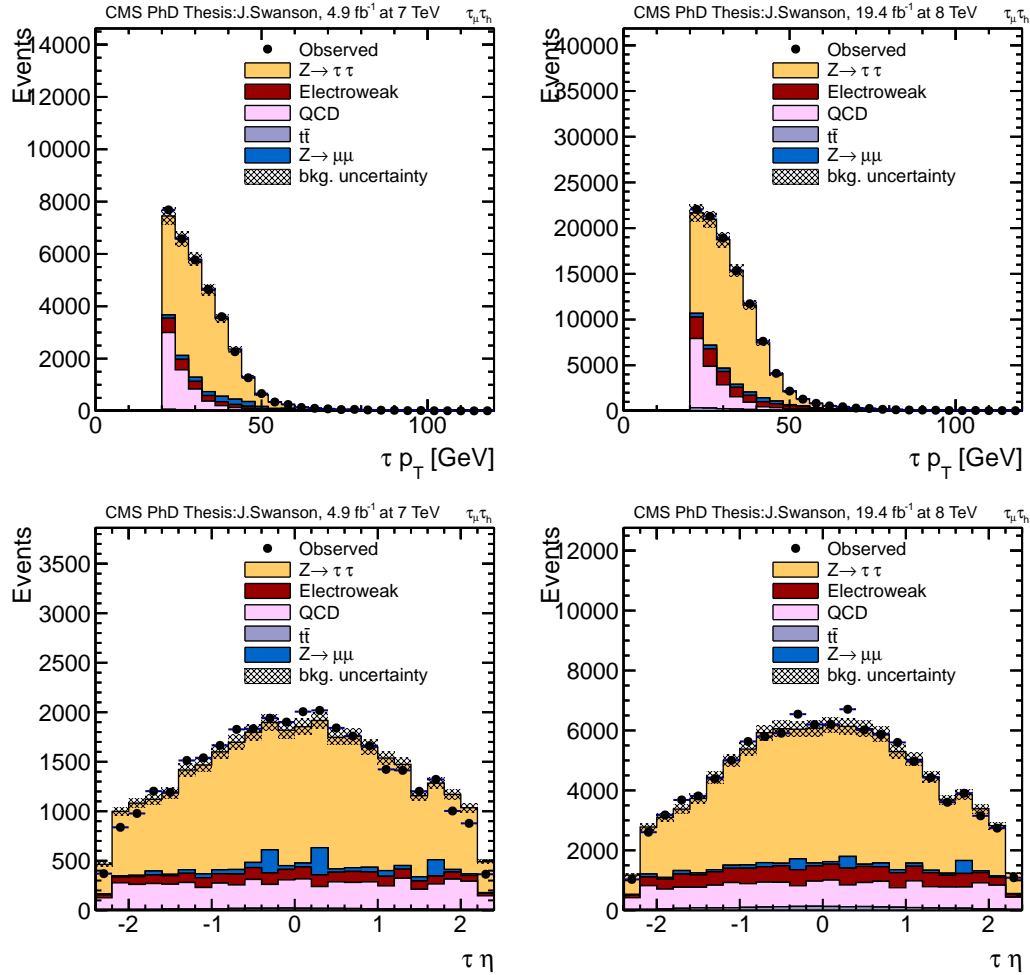 CMS PhD Thesis:J.Swanson, 4.9 fb⁻¹ at 7 TeV τ_μτ_h
Events
14000
12000
10000
8000
6000
4000
2000
0
Observed
Z→ τ τ
Electroweak
QCD
tt̄
Z→ μμ
bkg. uncertainty
0 50 100
τ p_T [GeV]
CMS PhD Thesis:J.Swanson, 19.4 fb⁻¹ at 8 TeV τ_μτ_h
Events
40000
35000
30000
25000
20000
15000
10000
5000
0
Observed
Z→ τ τ
Electroweak
QCD
tt̄
Z→ μμ
bkg. uncertainty
0 50 100
τ p_T [GeV]
CMS PhD Thesis:J.Swanson, 4.9 fb⁻¹ at 7 TeV τ_μτ_h
Events
3500
3000
2500
2000
1500
1000
500
0
Observed
Z→ τ τ
Electroweak
QCD
tt̄
Z→ μμ
bkg. uncertainty
-2 -1 0 1 2
τ η
CMS PhD Thesis:J.Swanson, 19.4 fb⁻¹ at 8 TeV τ_μτ_h
Events
12000
10000
8000
6000
4000
2000
0
Observed
Z→ τ τ
Electroweak
QCD
tt̄
Z→ μμ
bkg. uncertainty
-2 -1 0 1 2
τ η